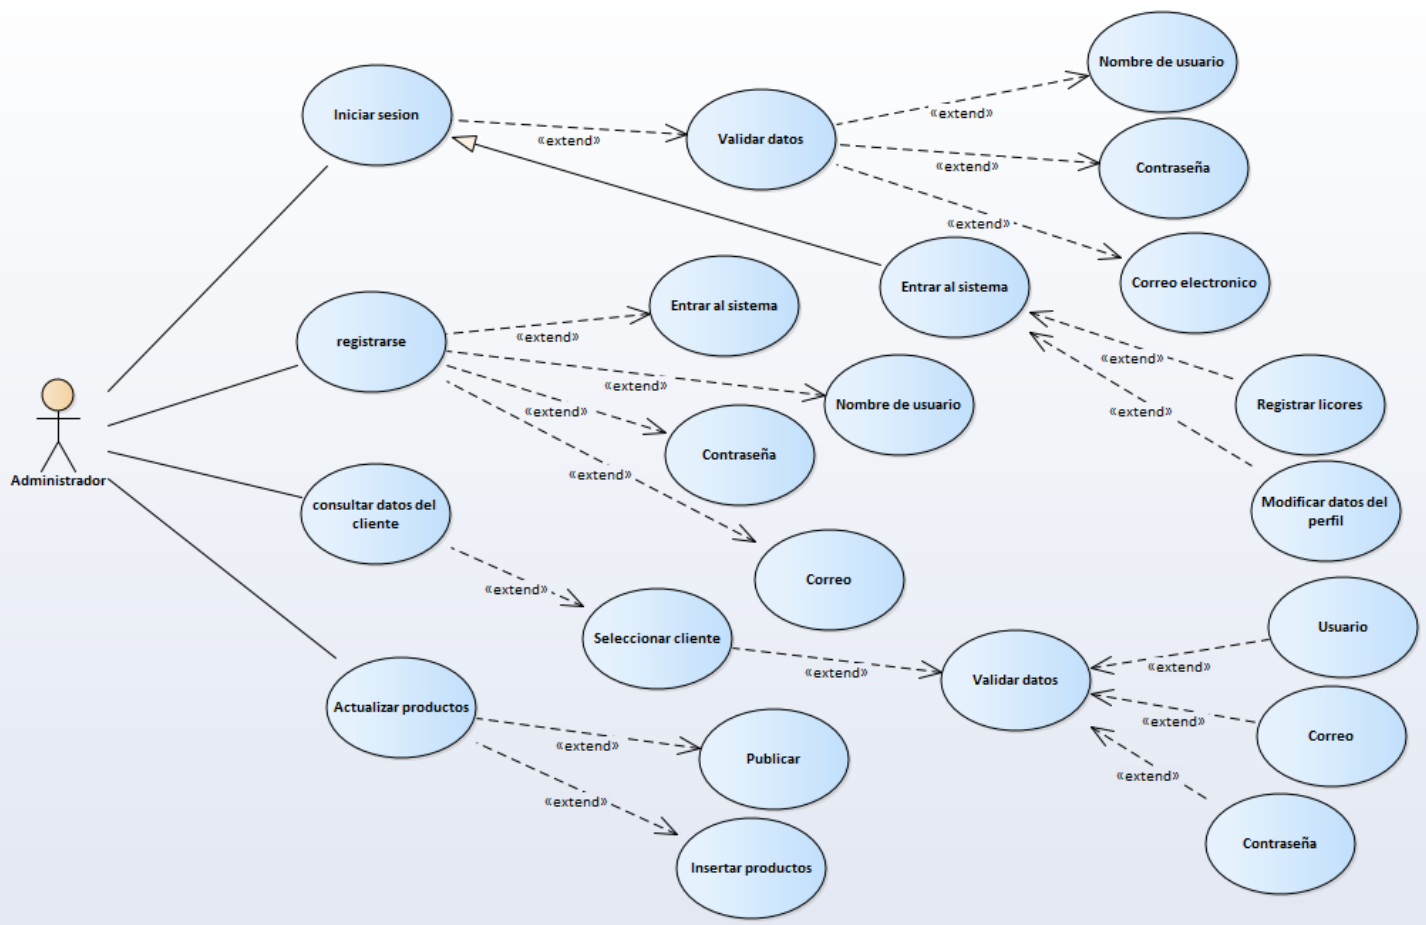 Nombre de usuario
Iniciar sesion
«extend»
Validar datos
«extend»
«extend»
Contraseña
«extend»
Correo electronico
Entrar al sistema
Entrar al sistema
registrarse
«extend»
«extend»
«extend»
Nombre de usuario
Registrar licores
«extend»
«extend»
Contraseña
«extend»
Administrador
consultar datos del
cliente
Modificar datos del
perfil
«extend»
Correo
Seleccionar cliente
«extend»
Validar datos
Usuario
«extend»
Actualizar productos
«extend»
Publicar
«extend»
Correo
«extend»
«extend»
Contraseña
Insertar productos